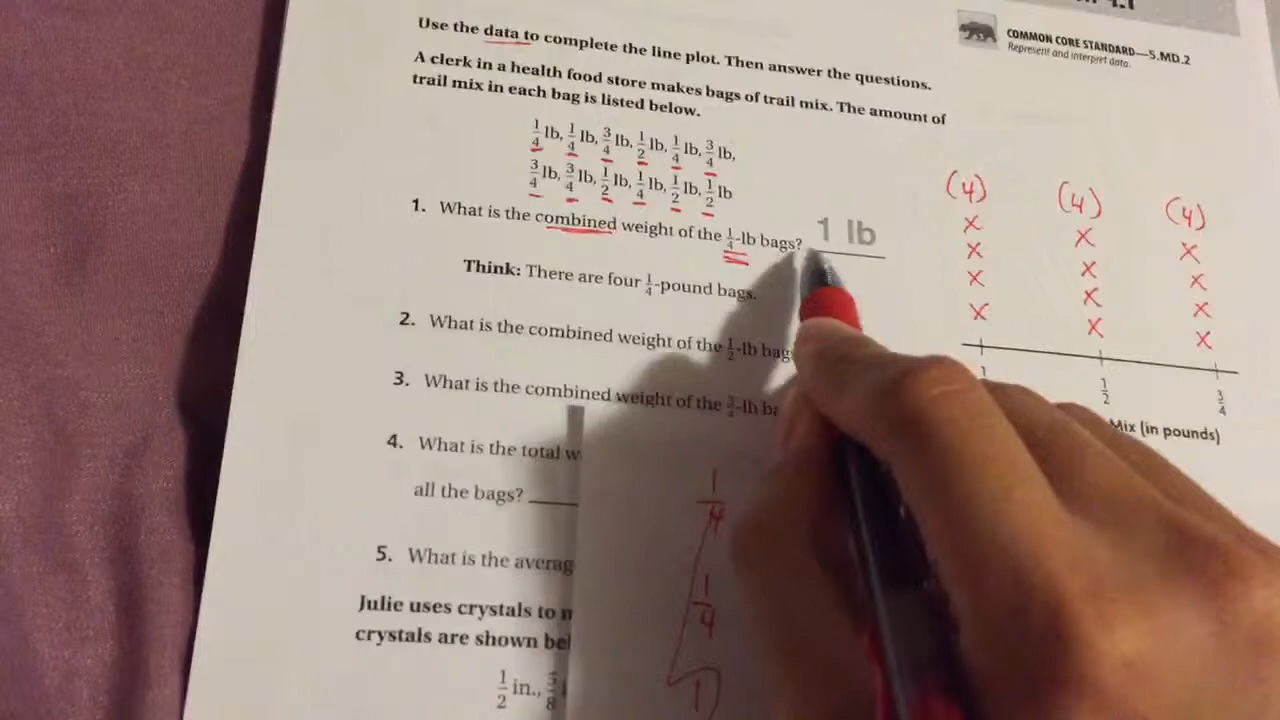 4.1
COMMON CORE STANDARD—5.MD.2
Represent and interpret data.
Use the data to complete the line plot. Then answer the questions.
A clerk in a health food store makes bags of trail mix. The amount of
trail mix in each bag is listed below.
1/4 lb, 1/4 lb, 3/4 lb, 1/2 lb, 1/4 lb, 3/4 lb,
3/4 lb, 3/4 lb, 1/2 lb, 1/4 lb, 1/2 lb, 1/2 lb
1. What is the combined weight of the 1/4-lb bags? 1 lb
Think: There are four 1/4-pound bags.
2. What is the combined weight of the 1/2-lb bag
3. What is the combined weight of the 3/4-lb ba
4. What is the total w
all the bags?
5. What is the averag
Julie uses crystals to m
crystals are shown bel
1/2 in., 5/8
(4) (4) (4)
X X X
X X X
X X X
X X X
1 1/2 3/4
Mix (in pounds)
1/4
1/4
1